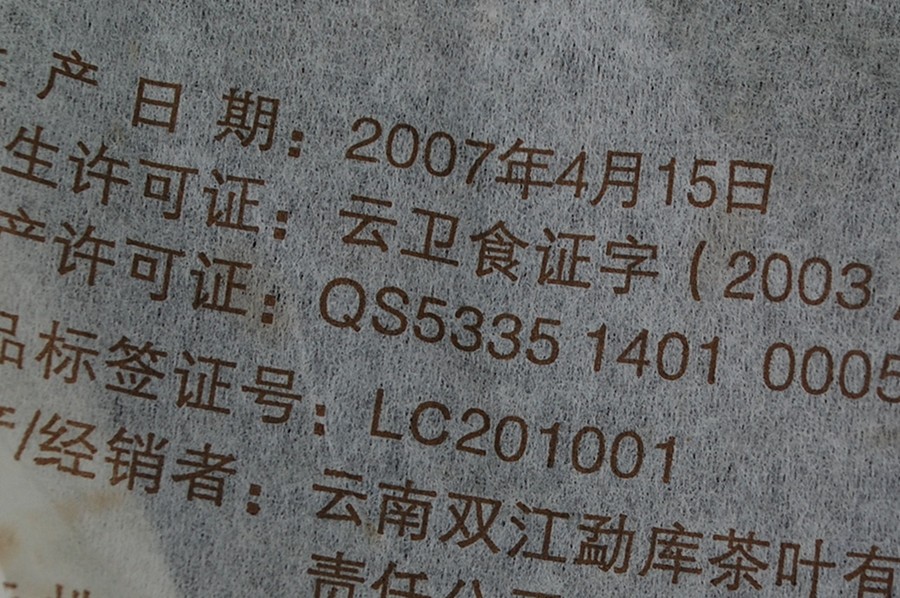 产日期：2007年4月15日
生许可证：云卫食证字（2003
产许可证：QS5335 1401 0005
品标签证号：LC201001
产/经销者：云南双江勐库茶叶有
责任公司